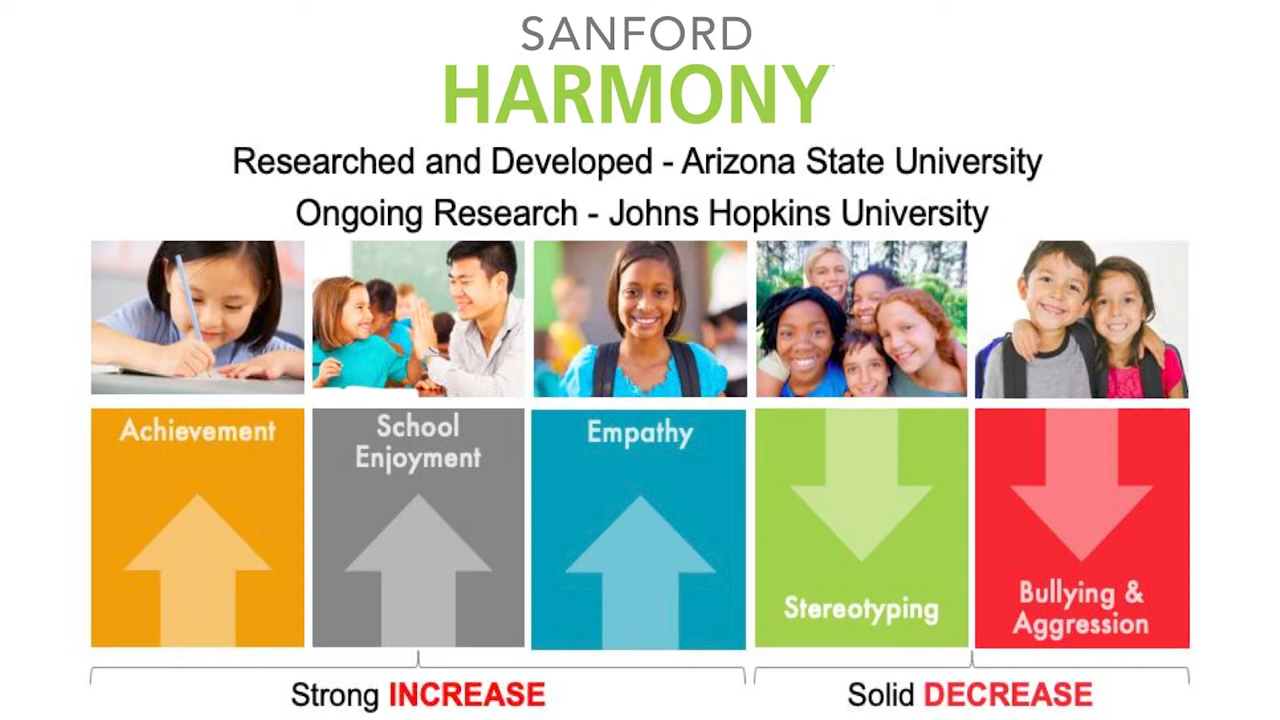 SANFORD
HARMONY
Researched and Developed - Arizona State University
Ongoing Research - Johns Hopkins University
Achievement
School
Enjoyment
Empathy
Stereotyping
Bullying &
Aggression
Strong INCREASE
Solid DECREASE